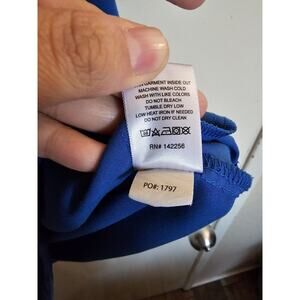 GARMENT INSIDE OUT
MACHINE WASH COLD
WASH WITH LIKE COLORS
DO NOT BLEACH
TUMBLE DRY LOW
LOW HEAT IRON IF NEEDED
DO NOT DRY CLEAN
RN# 142256
PO#: 1797